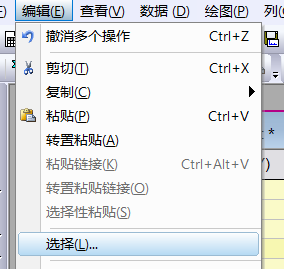 编辑(E) 查看(V) 数据 (D) 绘图(P) 列
撤消多个操作 Ctrl+Z
剪切(T) Ctrl+X
复制(C)
粘贴(P) Ctrl+V
转置粘贴(A)
粘贴链接(K) Ctrl+Alt+V
转置粘贴链接(O)
选择性粘贴(S)
选择(L)...